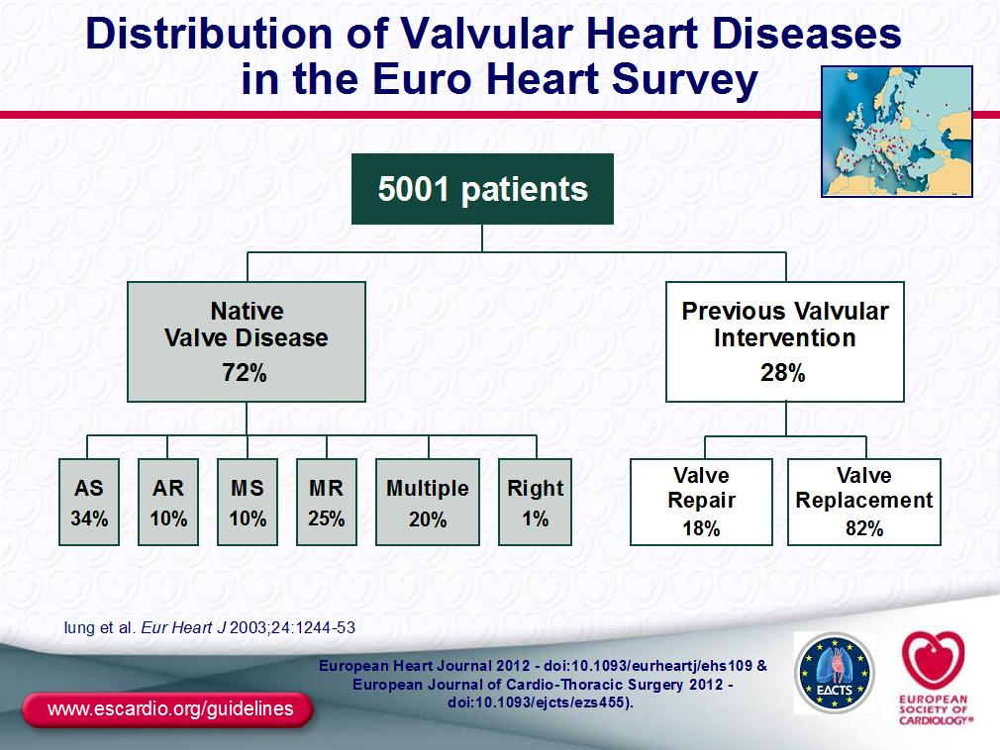 Distribution of Valvular Heart Diseases
in the Euro Heart Survey
5001 patients
Native
Valve Disease
72%
Previous Valvular
Intervention
28%
AS
34%
AR
10%
MS
10%
MR
25%
Multiple
20%
Right
1%
Valve
Repair
18%
Valve
Replacement
82%
Iung et al. Eur Heart J 2003;24:1244-53
European Heart Journal 2012 - doi:10.1093/eurheartj/ehs109 &
European Journal of Cardio-Thoracic Surgery 2012 -
doi:10.1093/ejcts/ezs455).
www.escardio.org/guidelines
EACTS
EUROPEAN
SOCIETY OF
CARDIOLOGY®